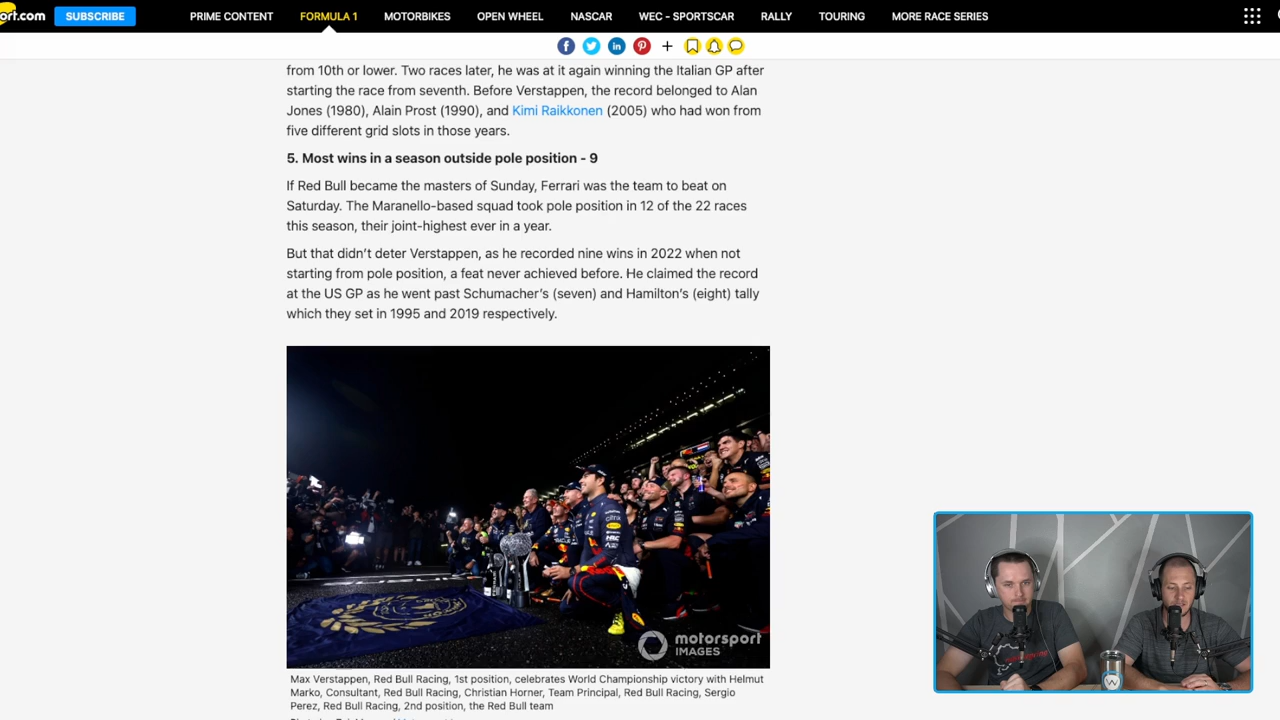 ort.com
SUBSCRIBE
PRIME CONTENT
FORMULA 1
MOTORBIKES
OPEN WHEEL
NASCAR
WEC - SPORTSCAR
RALLY
TOURING
MORE RACE SERIES
from 10th or lower. Two races later, he was at it again winning the Italian GP after
starting the race from seventh. Before Verstappen, the record belonged to Alan
Jones (1980), Alain Prost (1990), and Kimi Raikkonen (2005) who had won from
five different grid slots in those years.
5. Most wins in a season outside pole position - 9
If Red Bull became the masters of Sunday, Ferrari was the team to beat on
Saturday. The Maranello-based squad took pole position in 12 of the 22 races
this season, their joint-highest ever in a year.
But that didn’t deter Verstappen, as he recorded nine wins in 2022 when not
starting from pole position, a feat never achieved before. He claimed the record
at the US GP as he went past Schumacher’s (seven) and Hamilton’s (eight) tally
which they set in 1995 and 2019 respectively.
motorsport
IMAGES
Max Verstappen, Red Bull Racing, 1st position, celebrates World Championship victory with Helmut
Marko, Consultant, Red Bull Racing, Christian Horner, Team Principal, Red Bull Racing, Sergio
Perez, Red Bull Racing, 2nd position, the Red Bull team